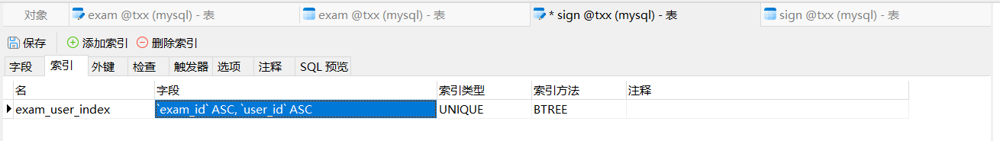 对象 exam @txx (mysql) - 表 exam @txx (mysql) - 表 * sign @txx (mysql) - 表 sign @txx (mysql) - 表
保存 添加索引 删除索引
字段 索引 外键 检查 触发器 选项 注释 SQL 预览
名 字段 索引类型 索引方法 注释
exam_user_index `exam_id` ASC, `user_id` ASC UNIQUE BTREE